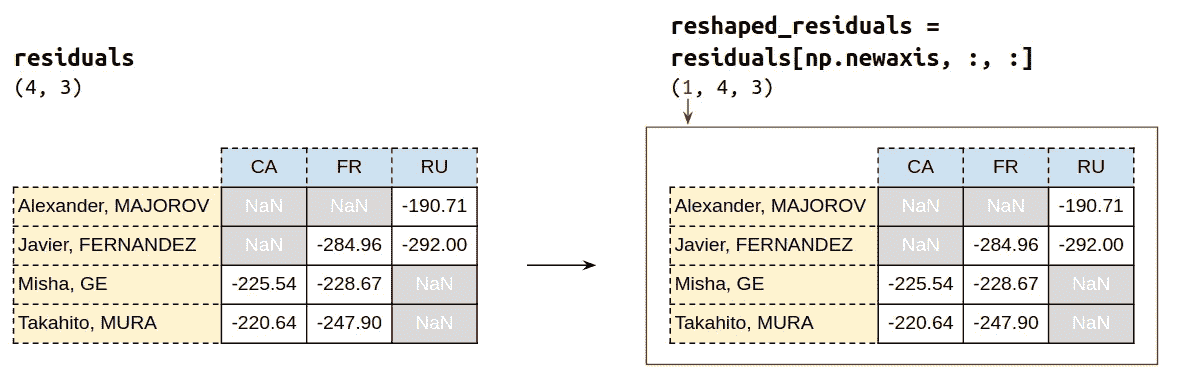 residuals
(4, 3)
CA FR RU
Alexander, MAJOROV NaN NaN -190.71
Javier, FERNANDEZ NaN -284.96 -292.00
Misha, GE -225.54 -228.67 NaN
Takahito, MURA -220.64 -247.90 NaN
reshaped_residuals =
residuals[np.newaxis, :, :]
(1, 4, 3)
CA FR RU
Alexander, MAJOROV NaN NaN -190.71
Javier, FERNANDEZ NaN -284.96 -292.00
Misha, GE -225.54 -228.67 NaN
Takahito, MURA -220.64 -247.90 NaN